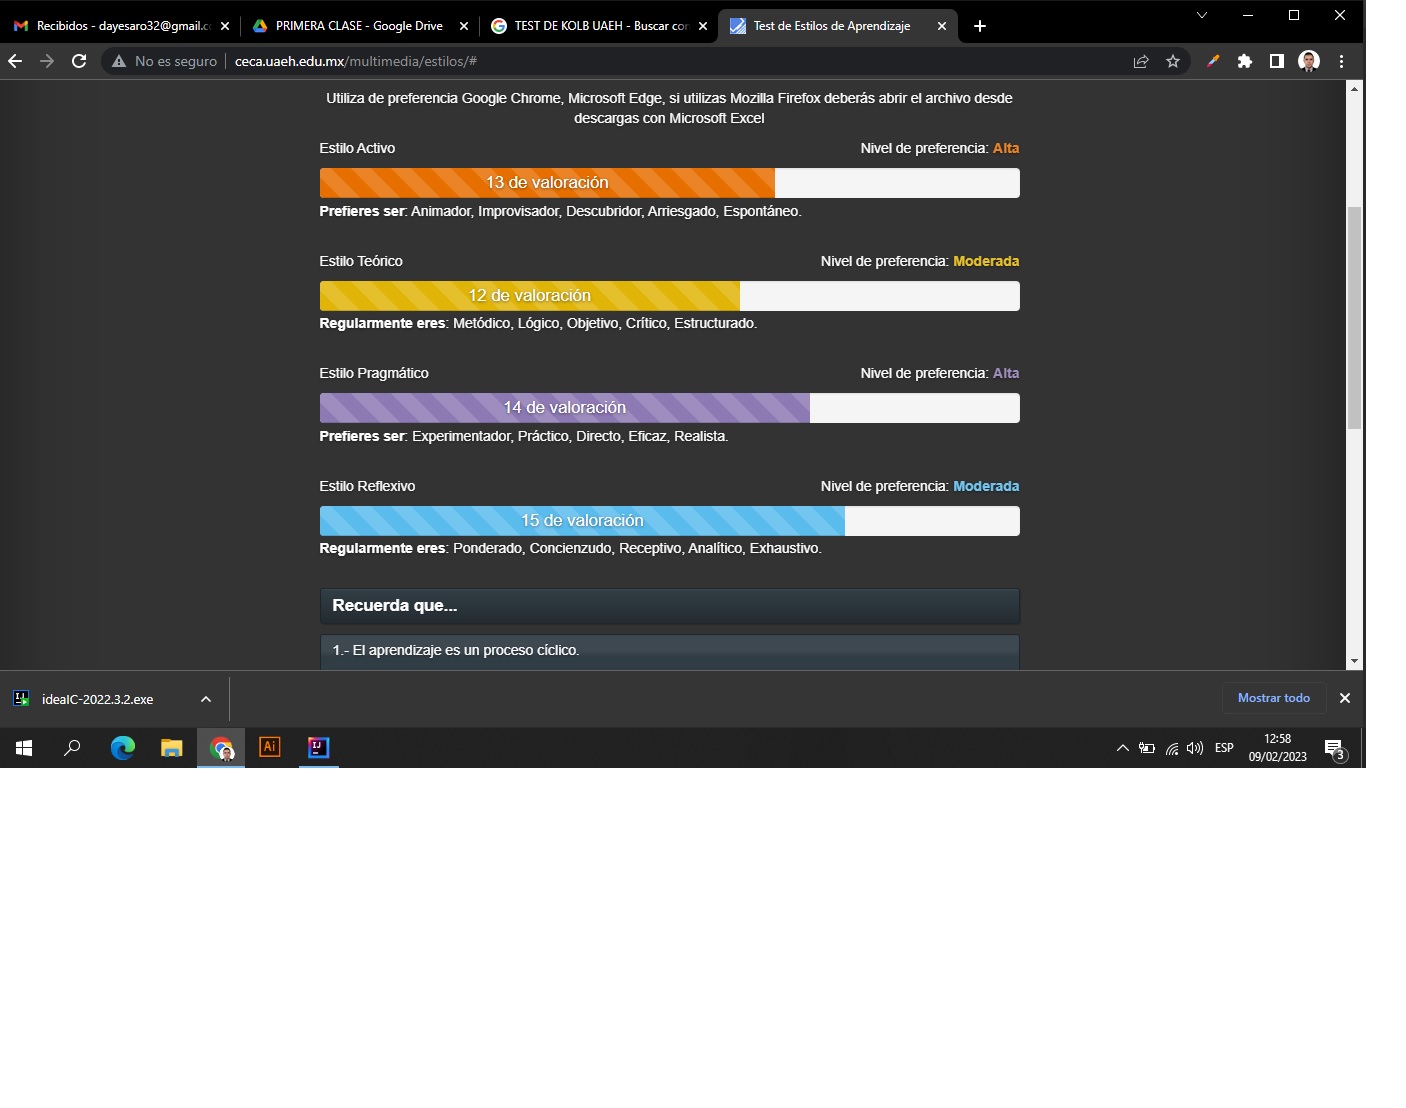 Recibidos - dayesaro32@gmail.c
PRIMERA CLASE - Google Drive
TEST DE KOLB UAEH - Buscar con
Test de Estilos de Aprendizaje
No es seguro
ceca.uaeh.edu.mx/multimedia/estilos/#
Utiliza de preferencia Google Chrome, Microsoft Edge, si utilizas Mozilla Firefox deberás abrir el archivo desde
descargas con Microsoft Excel
Estilo Activo Nivel de preferencia: Alta
13 de valoración
Prefieres ser: Animador, Improvisador, Descubridor, Arriesgado, Espontáneo.
Estilo Teórico Nivel de preferencia: Moderada
12 de valoración
Regularmente eres: Metódico, Lógico, Objetivo, Crítico, Estructurado.
Estilo Pragmático Nivel de preferencia: Alta
14 de valoración
Prefieres ser: Experimentador, Práctico, Directo, Eficaz, Realista.
Estilo Reflexivo Nivel de preferencia: Moderada
15 de valoración
Regularmente eres: Ponderado, Concienzudo, Receptivo, Analítico, Exhaustivo.
Recuerda que...
1.- El aprendizaje es un proceso cíclico.
ideaIC-2022.3.2.exe
Mostrar todo
Ai
IJ
ESP
12:58
09/02/2023
3